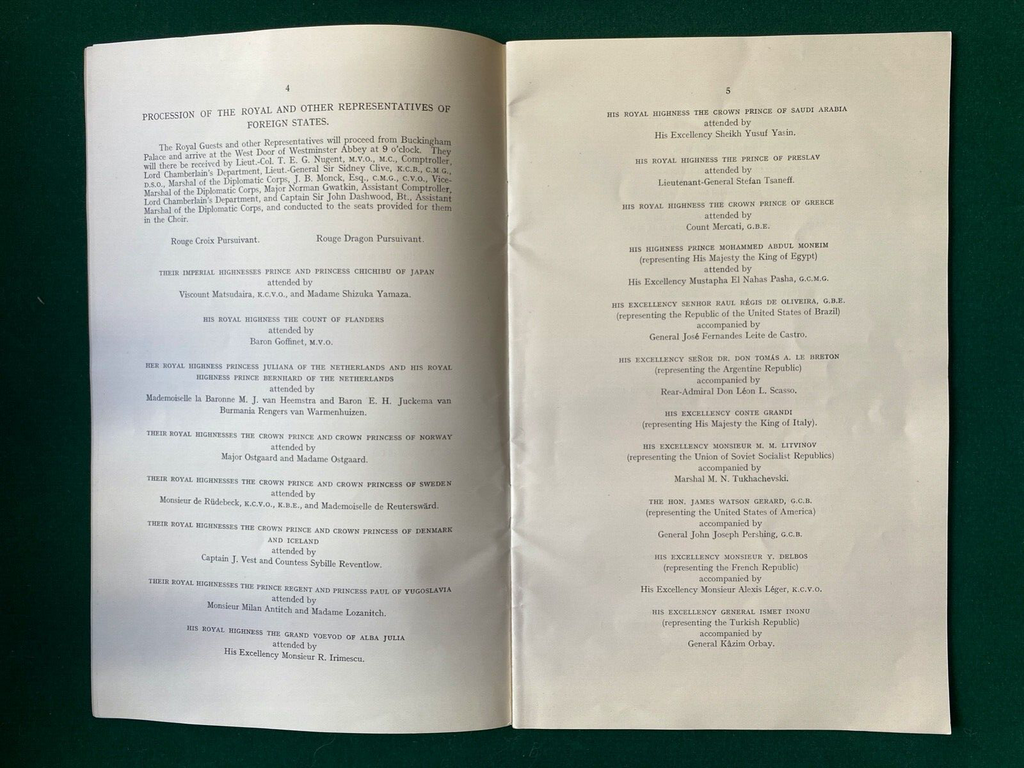 4
PROCESSION OF THE ROYAL AND OTHER REPRESENTATIVES OF
FOREIGN STATES.
The Royal Guests and other Representatives will proceed from Buckingham
Palace and arrive at the West Door of Westminster Abbey at 9 o'clock. They
will there be received by Lieut.-Col. T. E. G. Nugent, M.V.O., M.C., Comptroller,
Lord Chamberlain's Department, Lieut.-General Sir Sidney Clive, K.C.B., C.M.G.,
D.S.O., Marshal of the Diplomatic Corps, J. B. Monck, Esq., C.M.G., C.V.O., Vice-
Marshal of the Diplomatic Corps, Major Norman Gwatkin, Assistant Comptroller,
Lord Chamberlain's Department, and Captain Sir John Dashwood, Bt., Assistant
Marshal of the Diplomatic Corps, and conducted to the seats provided for them
in the Choir.
Rouge Croix Pursuivant. Rouge Dragon Pursuivant.
THEIR IMPERIAL HIGHNESSES PRINCE AND PRINCESS CHICHIBU OF JAPAN
attended by
Viscount Matsudaira, K.C.V.O., and Madame Shizuka Yamaza.
HIS ROYAL HIGHNESS THE COUNT OF FLANDERS
attended by
Baron Goffinet, M.V.O.
HER ROYAL HIGHNESS PRINCESS JULIANA OF THE NETHERLANDS AND HIS ROYAL
HIGHNESS PRINCE BERNHARD OF THE NETHERLANDS
attended by
Mademoiselle la Baronne M. J. van Heemstra and Baron E. H. Juckema van
Burmania Rengers van Warmenhuizen.
THEIR ROYAL HIGHNESSES THE CROWN PRINCE AND CROWN PRINCESS OF NORWAY
attended by
Major Ostgaard and Madame Ostgaard.
THEIR ROYAL HIGHNESSES THE CROWN PRINCE AND CROWN PRINCESS OF SWEDEN
attended by
Monsieur de Rüdebeck, K.C.V.O., K.B.E., and Mademoiselle de Reuterswärd.
THEIR ROYAL HIGHNESSES THE CROWN PRINCE AND CROWN PRINCESS OF DENMARK
AND ICELAND
attended by
Captain J. Vest and Countess Sybille Reventlow.
THEIR ROYAL HIGHNESSES THE PRINCE REGENT AND PRINCESS PAUL OF YUGOSLAVIA
attended by
Monsieur Milan Antitch and Madame Lozanitch.
HIS ROYAL HIGHNESS THE GRAND VOEVOD OF ALBA JULIA
attended by
His Excellency Monsieur R. Irimescu.
5
HIS ROYAL HIGHNESS THE CROWN PRINCE OF SAUDI ARABIA
attended by
His Excellency Sheikh Yusuf Yasin.
HIS ROYAL HIGHNESS THE PRINCE OF PRESLAV
attended by
Lieutenant-General Stefan Tsaneff.
HIS ROYAL HIGHNESS THE CROWN PRINCE OF GREECE
attended by
Count Mercati, G.B.E.
HIS HIGHNESS PRINCE MOHAMMED ABDUL MONEIM
(representing His Majesty the King of Egypt)
attended by
His Excellency Mustapha El Nahas Pasha, G.C.M.G.
HIS EXCELLENCY SENHOR RAUL RÉGIS DE OLIVEIRA, G.B.E.
(representing the Republic of the United States of Brazil)
accompanied by
General José Fernandes Leite de Castro.
HIS EXCELLENCY SEÑOR DR. DON TOMÁS A. LE BRETON
(representing the Argentine Republic)
accompanied by
Rear-Admiral Don Léon L. Scasso.
HIS EXCELLENCY CONTE GRANDI
(representing His Majesty the King of Italy).
HIS EXCELLENCY MONSIEUR M. M. LITVINOV
(representing the Union of Soviet Socialist Republics)
accompanied by
Marshal M. N. Tukhachevski.
THE HON. JAMES WATSON GERARD, G.C.B.
(representing the United States of America)
accompanied by
General John Joseph Pershing, G.C.B.
HIS EXCELLENCY MONSIEUR Y. DELBOS
(representing the French Republic)
accompanied by
His Excellency Monsieur Alexis Léger, K.C.V.O.
HIS EXCELLENCY GENERAL ISMET INONU
(representing the Turkish Republic)
accompanied by
General Kâzim Orbay.